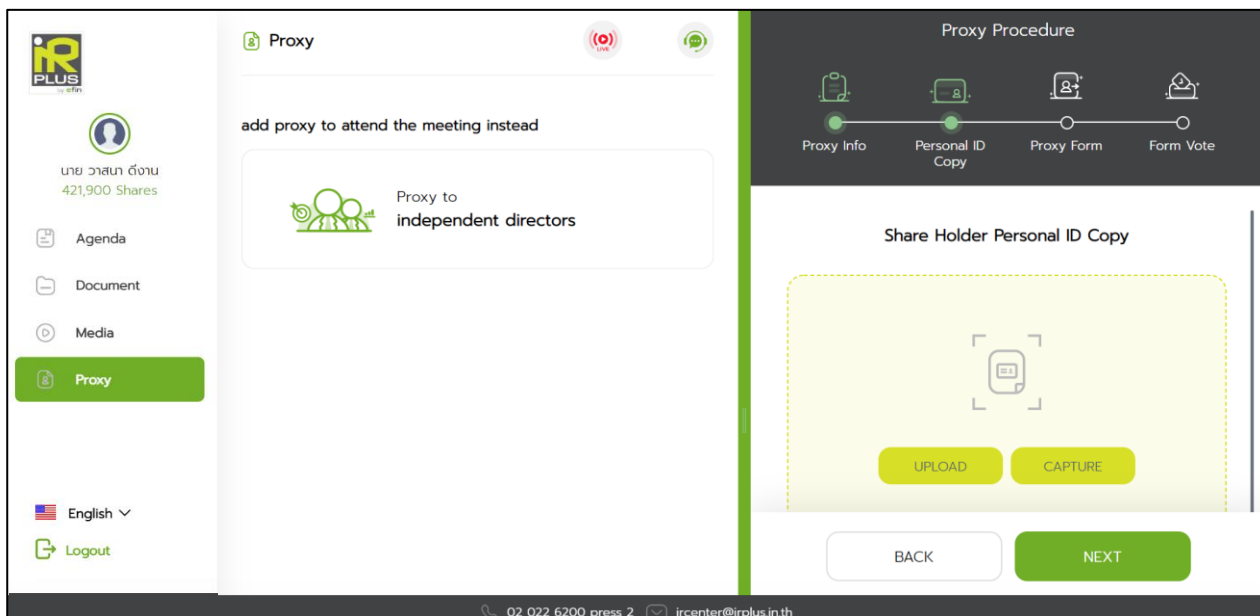 iR
PLUS
by efin
นาย วาสนา ดีงาน
421,900 Shares
Agenda
Document
Media
Proxy
English
Logout
Proxy
LIVE
add proxy to attend the meeting instead
Proxy to
independent directors
Proxy Procedure
Proxy Info
Personal ID
Copy
Proxy Form
Form Vote
Share Holder Personal ID Copy
UPLOAD
CAPTURE
BACK
NEXT
02 022 6200 press 2
ircenter@irplus.in.th